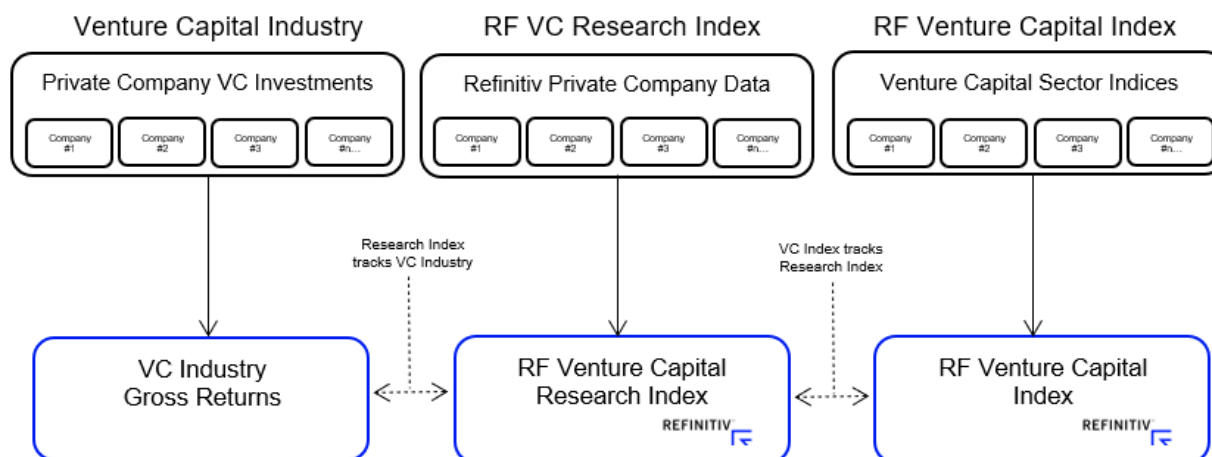 Venture Capital Industry
RF VC Research Index
RF Venture Capital Index
Private Company VC Investments
Company
#1
Company
#2
Company
#3
Company
#n...
Refinitiv Private Company Data
Company
#1
Company
#2
Company
#3
Company
#n...
Venture Capital Sector Indices
Company
#1
Company
#2
Company
#3
Company
#n...
Research Index
tracks VC Industry
VC Index tracks
Research Index
VC Industry
Gross Returns
RF Venture Capital
Research Index
REFINITIV
RF Venture Capital
Index
REFINITIV